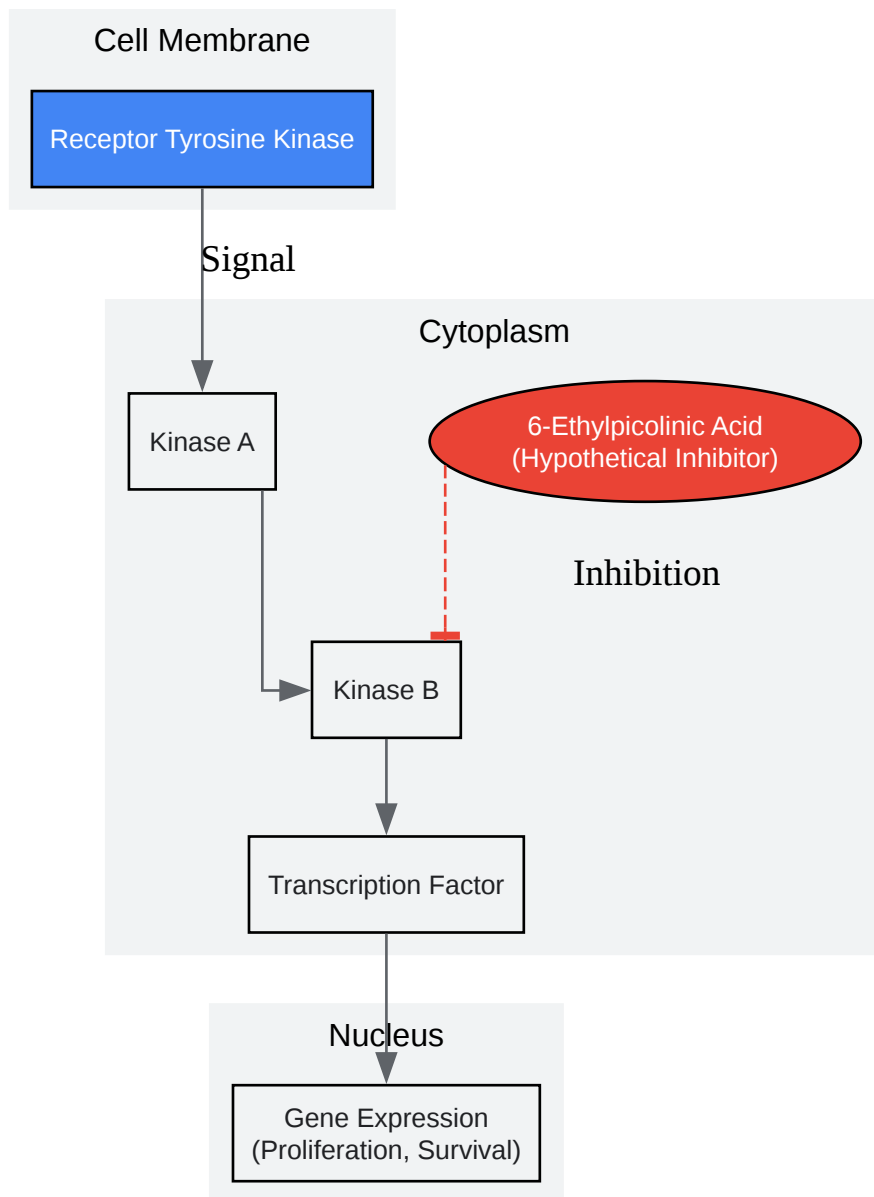 Cell Membrane
Receptor Tyrosine Kinase
Signal
Cytoplasm
Kinase A
6-Ethylpicolinic Acid
(Hypothetical Inhibitor)
Inhibition
Kinase B
Transcription Factor
Nucleus
Gene Expression
(Proliferation, Survival)